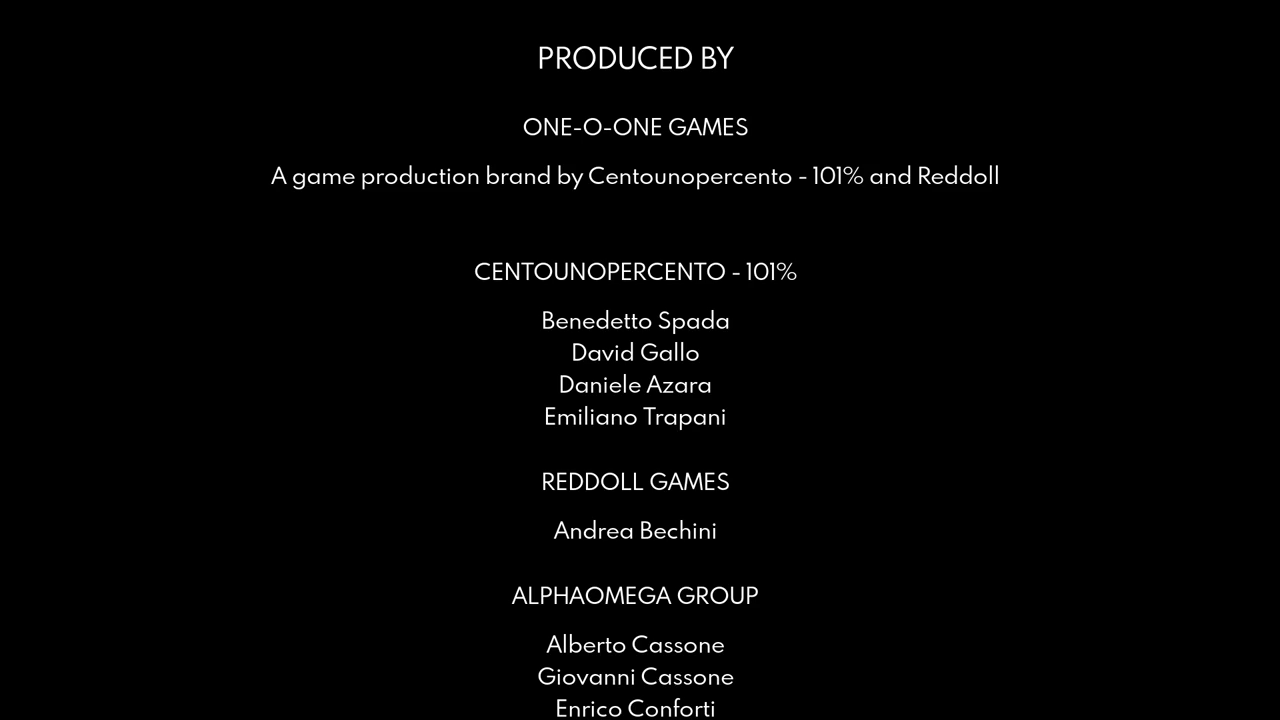 PRODUCED BY
ONE-O-ONE GAMES
A game production brand by Centounopercento - 101% and Reddoll
CENTOUNOPERCENTO - 101%
Benedetto Spada
David Gallo
Daniele Azara
Emiliano Trapani
REDDOLL GAMES
Andrea Bechini
ALPHAOMEGA GROUP
Alberto Cassone
Giovanni Cassone
Enrico Conforti